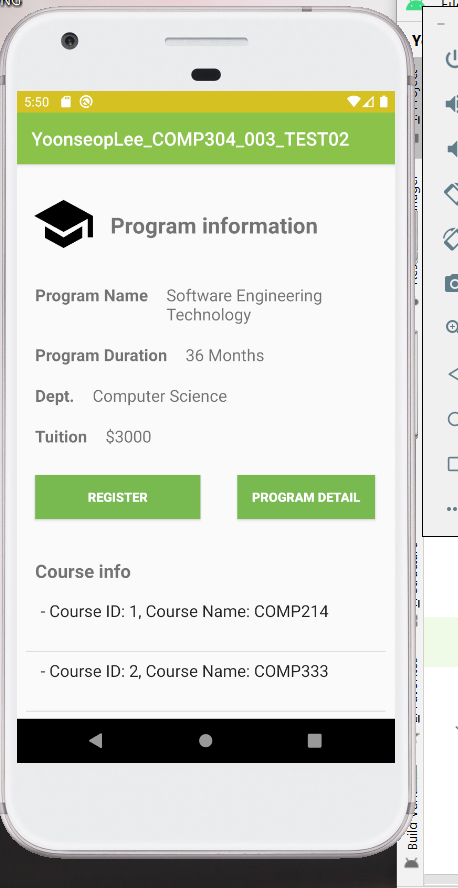 5:50
YoonseopLee_COMP304_003_TEST02
Program information
Program Name Software Engineering
Technology
Program Duration 36 Months
Dept. Computer Science
Tuition $3000
REGISTER PROGRAM DETAIL
Course info
- Course ID: 1, Course Name: COMP214
- Course ID: 2, Course Name: COMP333